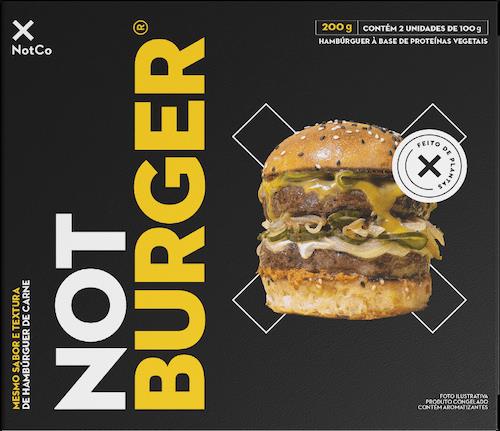 NotCo
200 g | CONTÉM 2 UNIDADES DE 100 g
HAMBÚRGUER À BASE DE PROTEÍNAS VEGETAIS
NOT
BURGER®
MESMO SABOR E TEXTURA
DE HAMBÚRGUER DE CARNE
FEITO DE PLANTAS
FOTO ILUSTRATIVA
PRODUTO CONGELADO
CONTÉM AROMATIZANTES